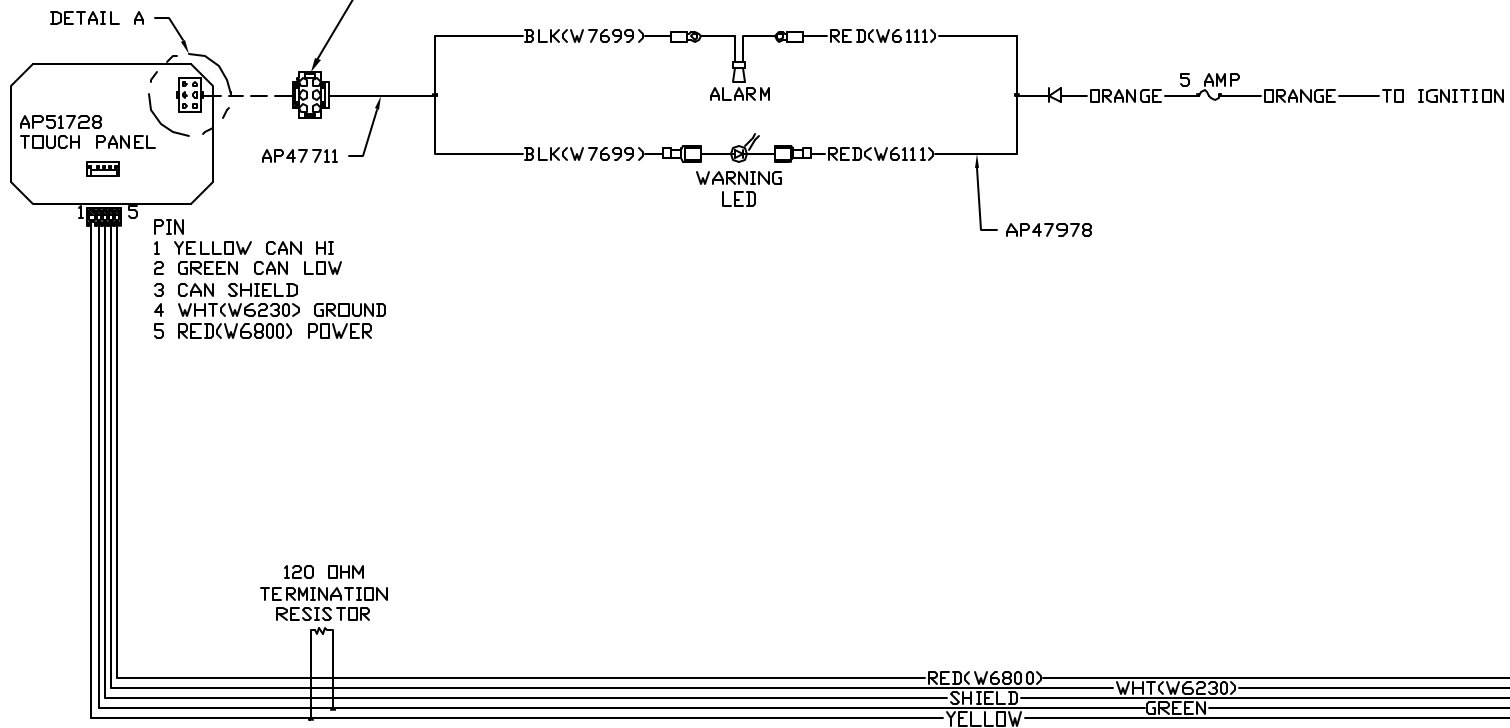 DETAIL A
BLK(W7699)
RED(W6111)
ALARM
5 AMP
ORANGE
ORANGE
TO IGNITION
AP51728
TOUCH PANEL
AP47711
BLK(W7699)
RED(W6111)
WARNING
LED
AP47978
1
5
PIN
1 YELLOW CAN HI
2 GREEN CAN LOW
3 CAN SHIELD
4 WHT(W6230) GROUND
5 RED(W6800) POWER
120 OHM
TERMINATION
RESISTOR
RED(W6800)
WHT(W6230)
SHIELD
GREEN
YELLOW